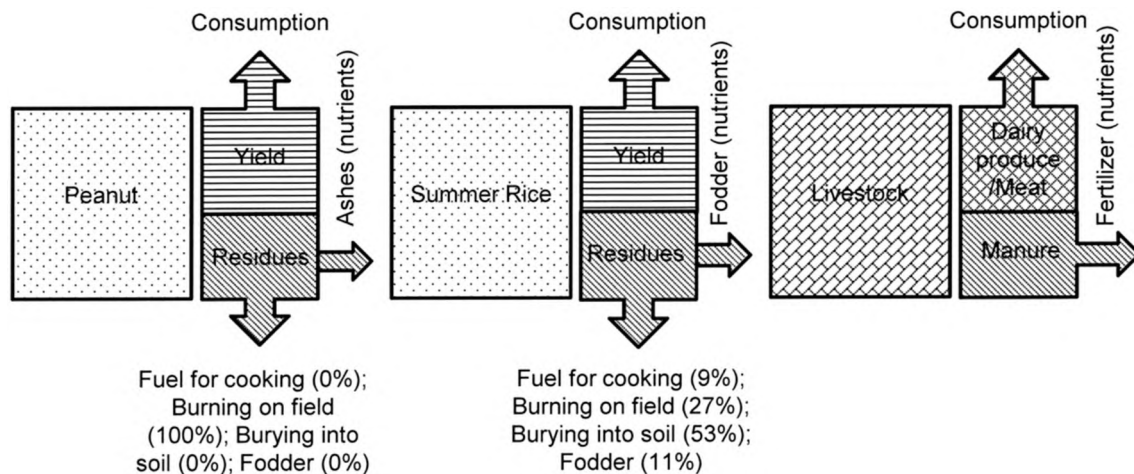 Consumption
Peanut
Yield
Residues
Ashes (nutrients)
Fuel for cooking (0%);
Burning on field
(100%); Burying into
soil (0%); Fodder (0%)
Consumption
Summer Rice
Yield
Residues
Fodder (nutrients)
Fuel for cooking (9%);
Burning on field (27%);
Burying into soil (53%);
Fodder (11%)
Consumption
Livestock
Dairy
produce
/Meat
Manure
Fertilizer (nutrients)